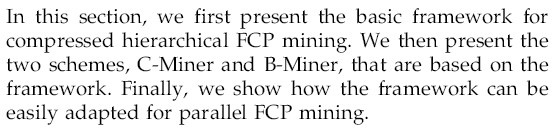 In this section, we first present the basic framework for
compressed hierarchical FCP mining. We then present the
two schemes, C-Miner and B-Miner, that are based on the
framework. Finally, we show how the framework can be
easily adapted for parallel FCP mining.